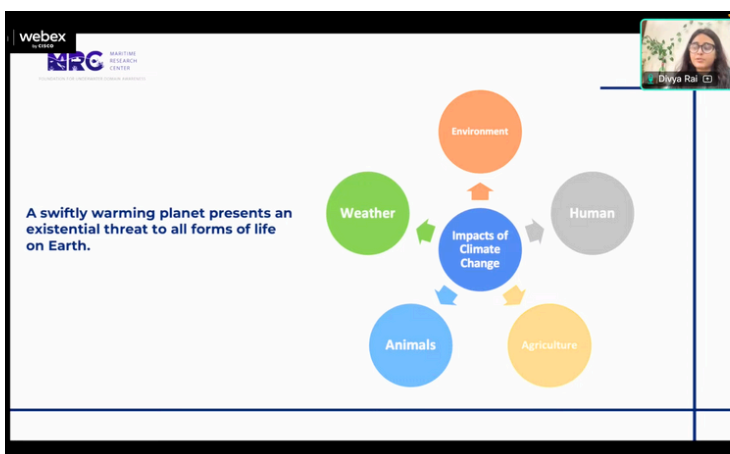 webex
by CISCO
MRC
MARITIME
RESEARCH
CENTER
Divya Rai
A swiftly warming planet presents an
existential threat to all forms of life
on Earth.
Environment
Weather
Human
Impacts of
Climate
Change
Animals
Agriculture